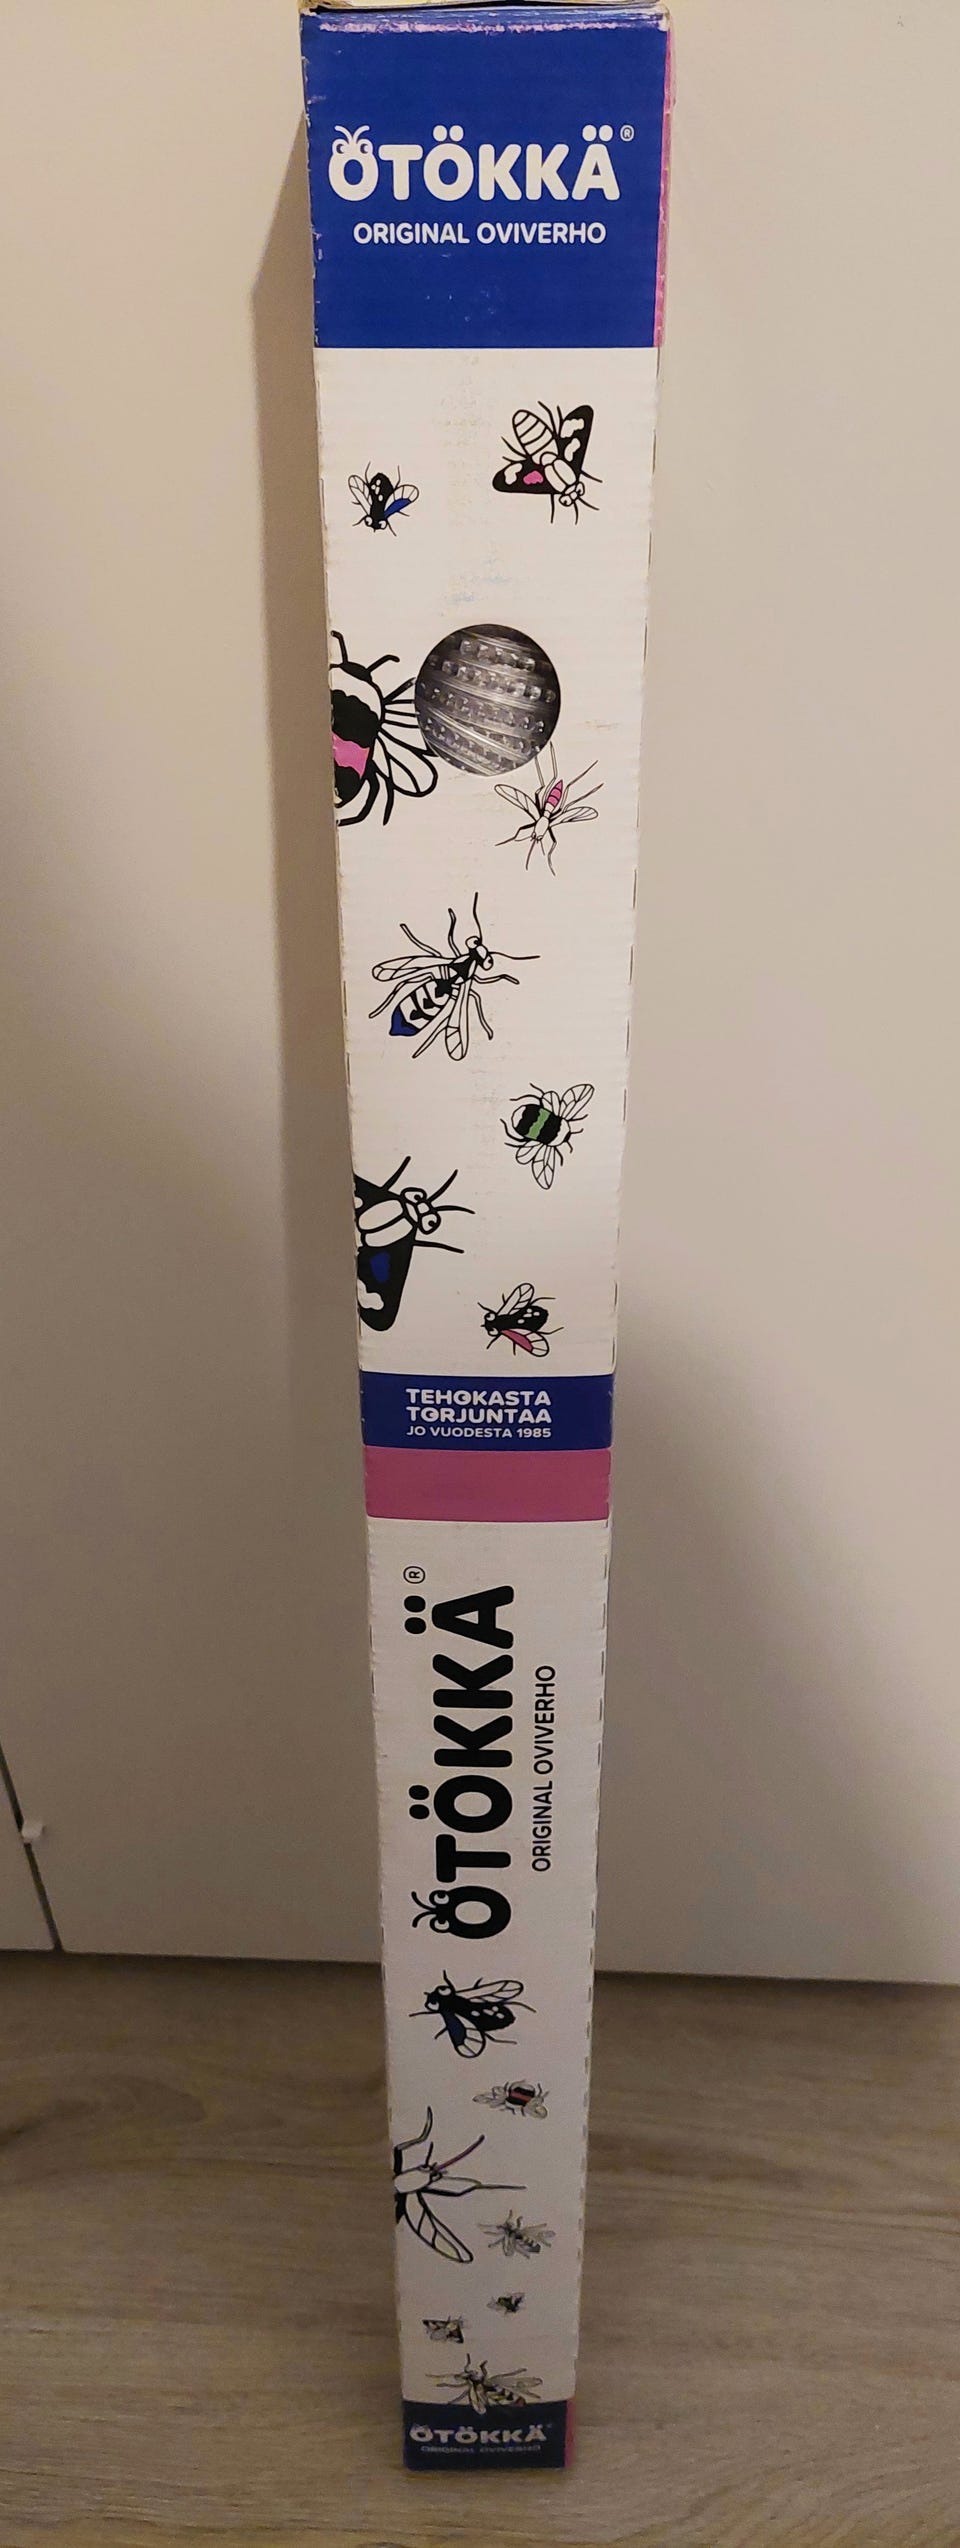 ÖTÖKKÄ®
ORIGINAL OVIVERHO
TEHOKASTA
TORJUNTAA
JO VUODESTA 1985
ÖTÖKKÄ®
ORIGINAL OVIVERHO
ÖTÖKKÄ®
ORIGINAL OVIVERHO